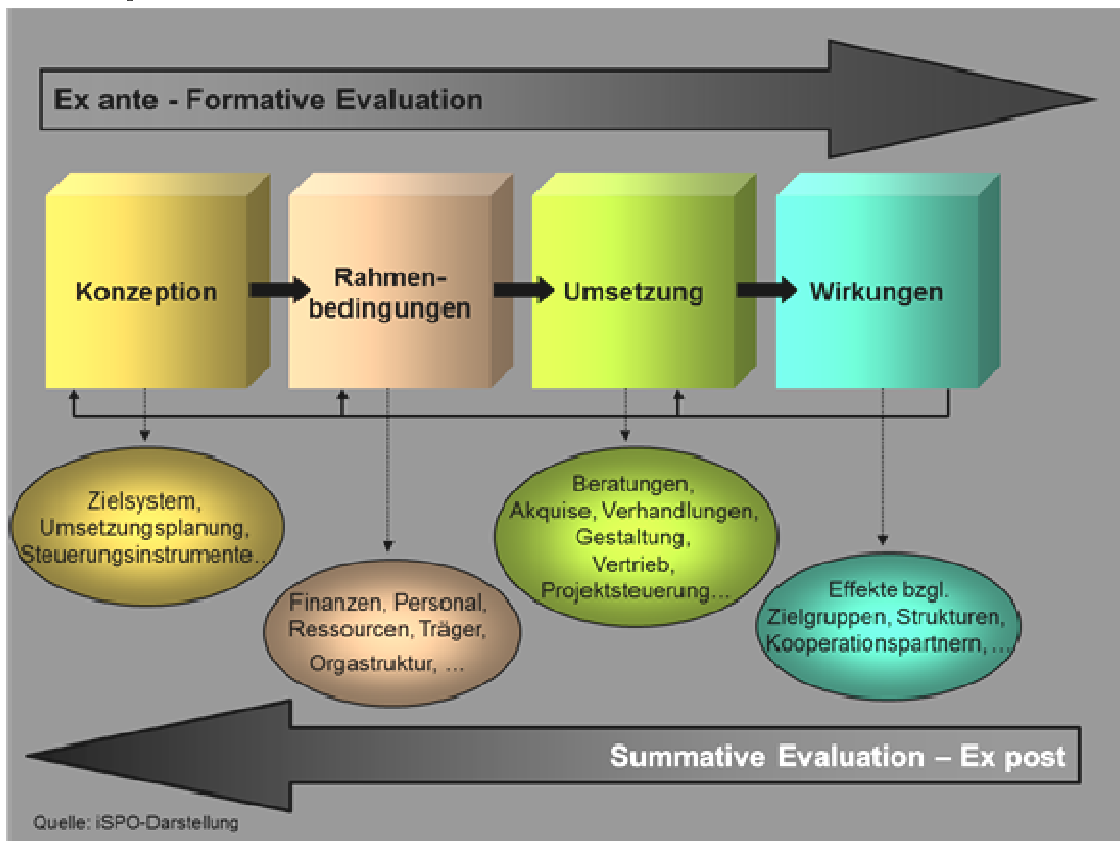 Ex ante - Formative Evaluation
Konzeption
Rahmen-
bedingungen
Umsetzung
Wirkungen
Zielsystem,
Umsetzungsplanung,
Steuerungsinstrumente...
Finanzen, Personal,
Ressourcen, Träger,
Orgastruktur, ...
Beratungen,
Akquise, Verhandlungen,
Gestaltung,
Vertrieb,
Projektsteuerung...
Effekte bzgl.
Zielgruppen, Strukturen,
Kooperationspartnern, ...
Summative Evaluation – Ex post
Quelle: iSPO-Darstellung